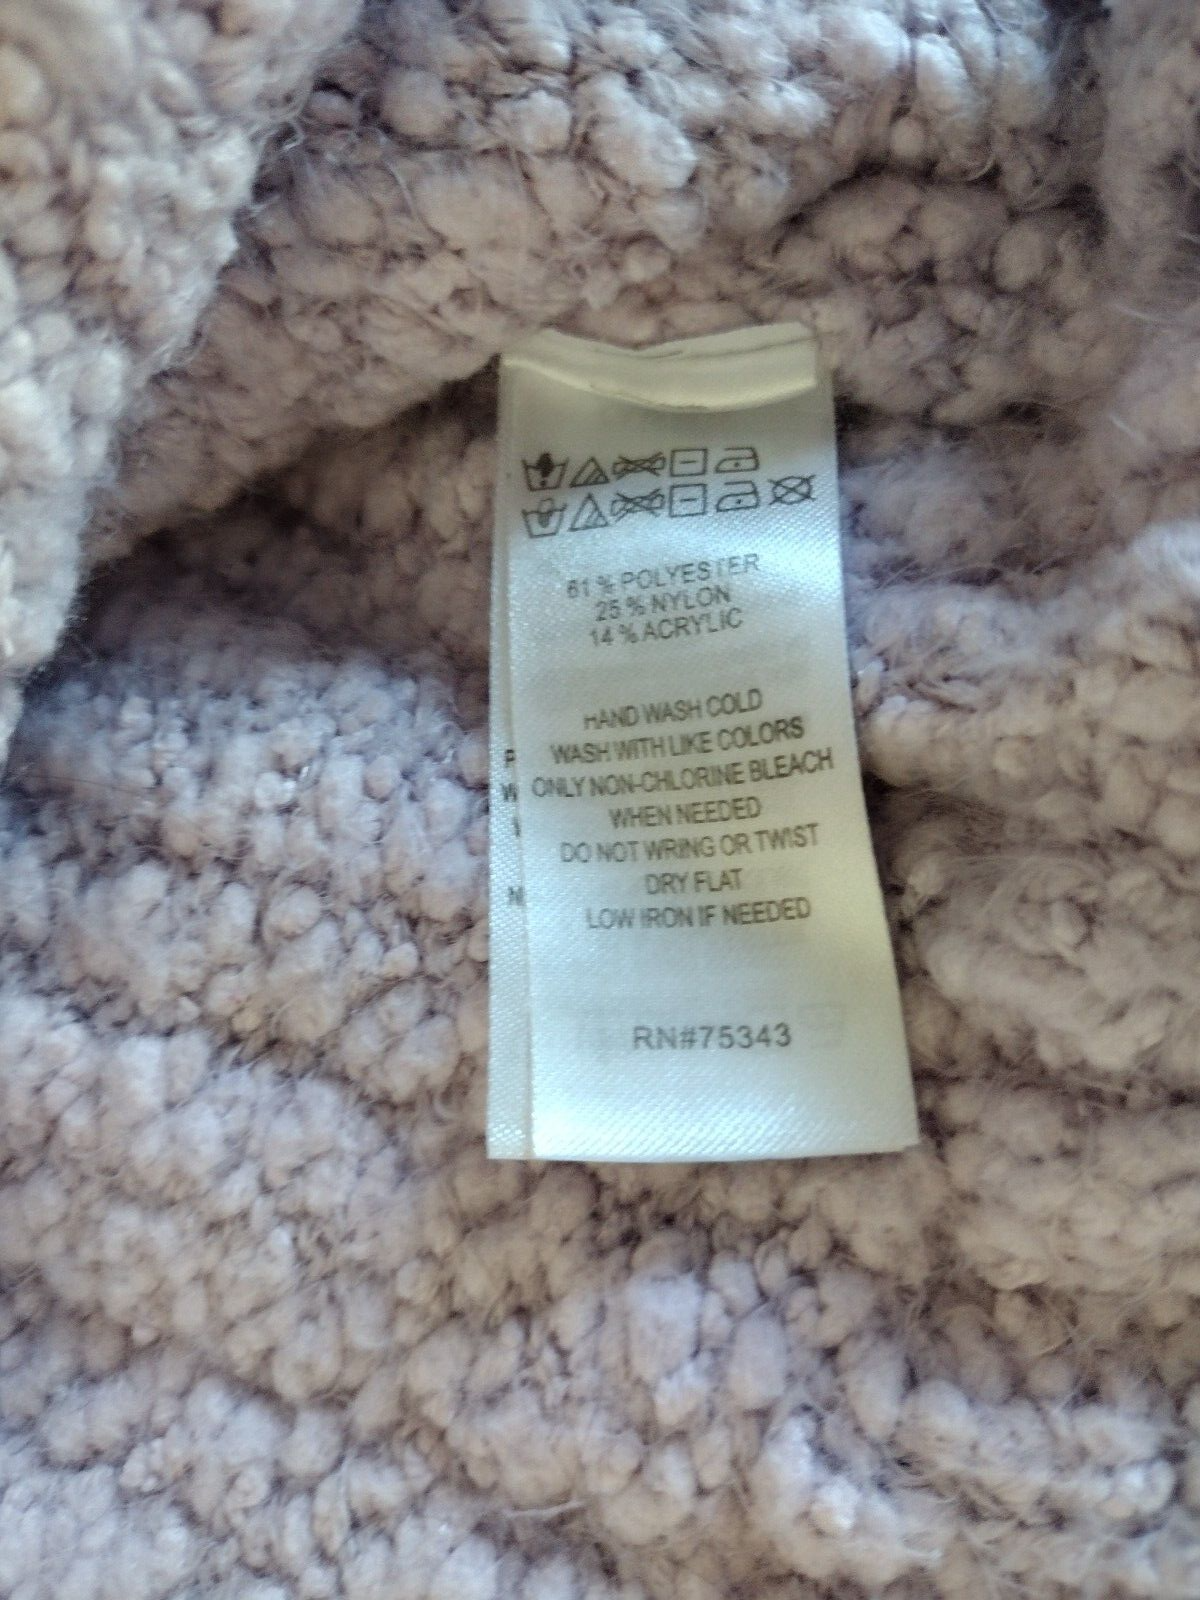 61 % POLYESTER
25 % NYLON
14 % ACRYLIC
HAND WASH COLD
WASH WITH LIKE COLORS
ONLY NON-CHLORINE BLEACH
WHEN NEEDED
DO NOT WRING OR TWIST
DRY FLAT
LOW IRON IF NEEDED
RN#75343